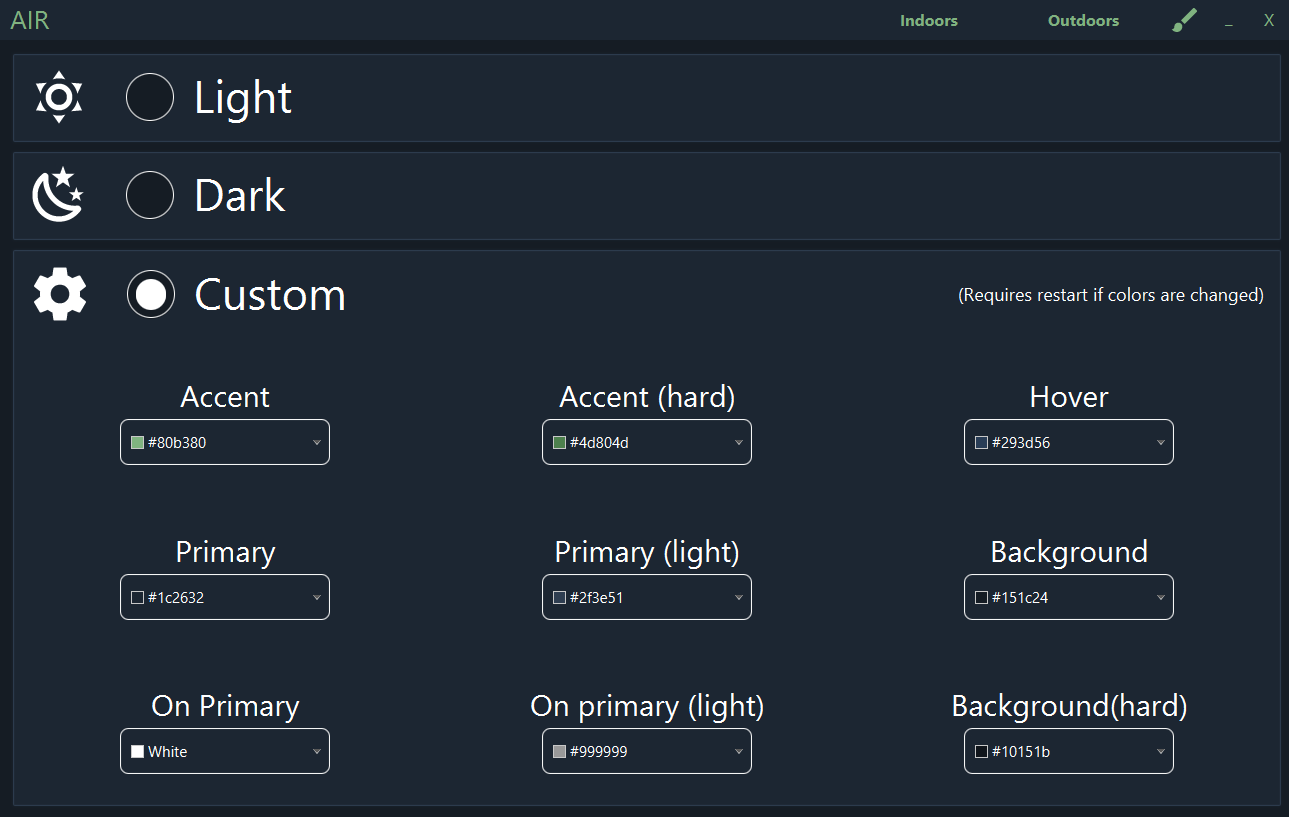 AIR Indoors Outdoors _ X
Light
Dark
Custom (Requires restart if colors are changed)
Accent Accent (hard) Hover
#80b380 #4d804d #293d56
Primary Primary (light) Background
#1c2632 #2f3e51 #151c24
On Primary On primary (light) Background(hard)
White #999999 #10151b